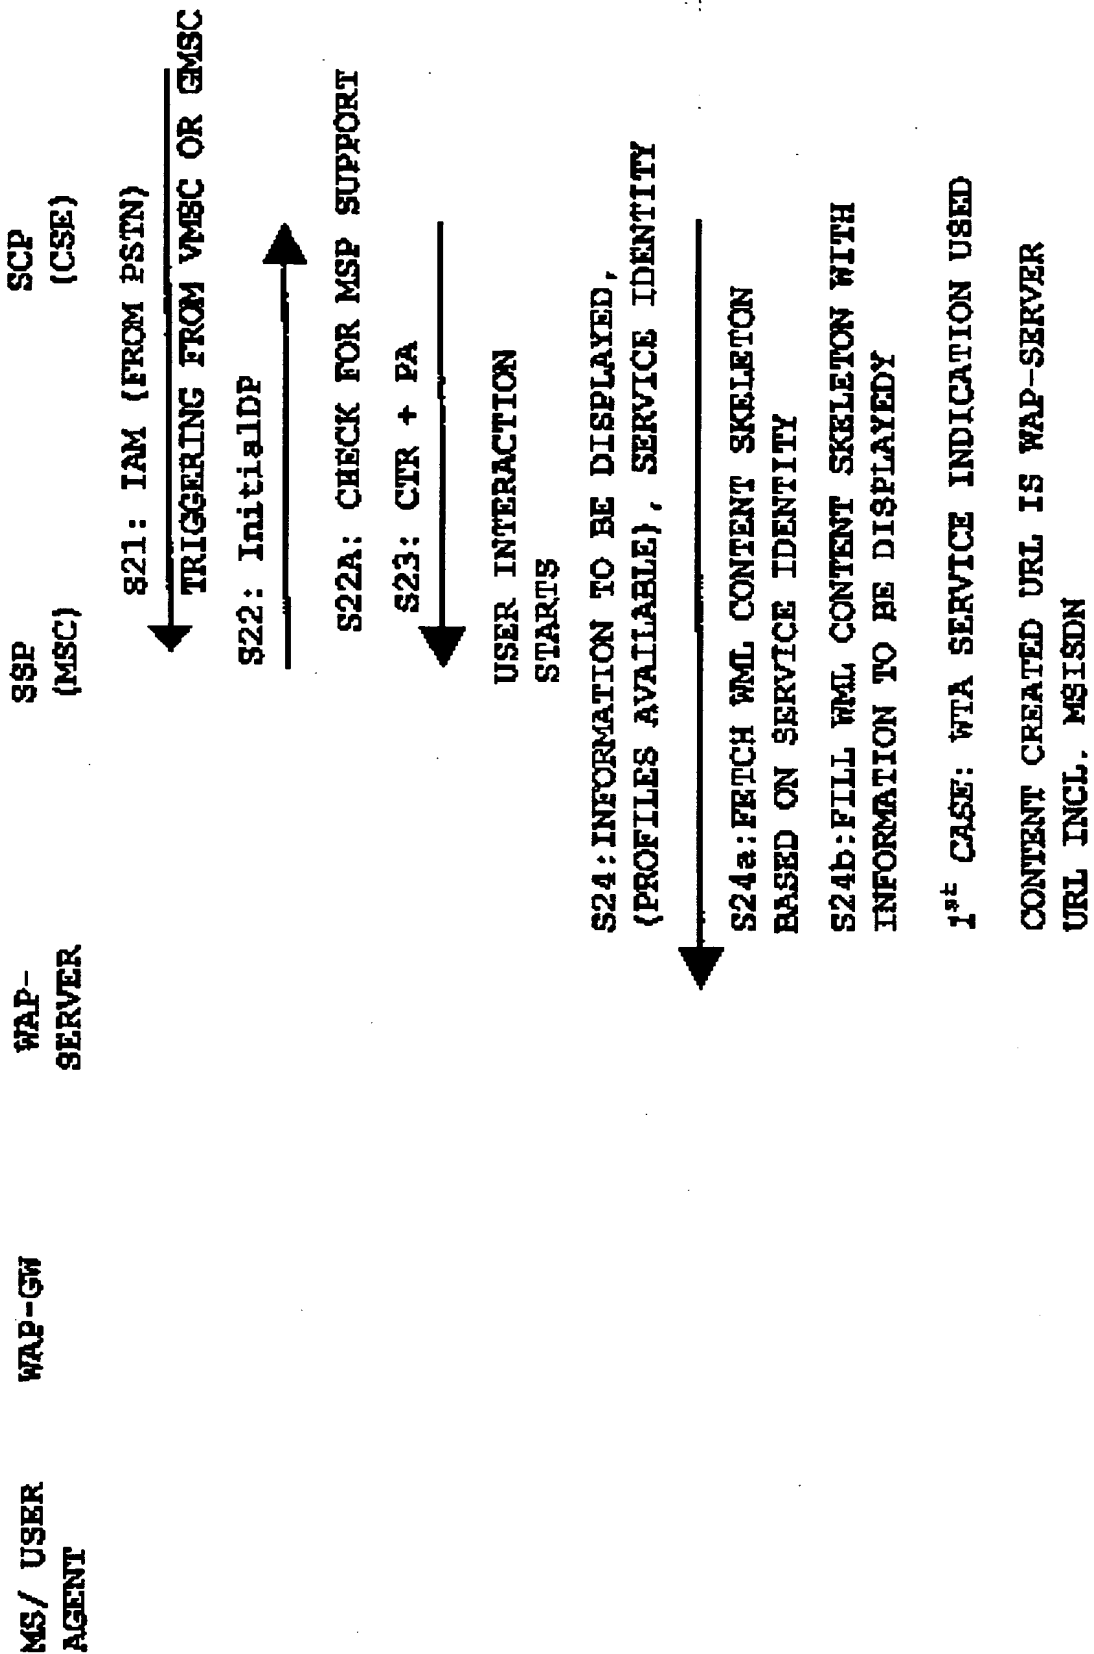 MS/ USER
AGENT
WAP-GW
WAP-
SERVER
SSP
(MSC)
SCP
(CSE)
S21: IAM (FROM PSTN)
TRIGGERING FROM VMSC OR GMSC
S22: InitialDP
S22A: CHECK FOR MSP SUPPORT
S23: CTR + PA
USER INTERACTION
STARTS
S24:INFORMATION TO BE DISPLAYED,
(PROFILES AVAILABLE), SERVICE IDENTITY
S24a:FETCH WML CONTENT SKELETON
BASED ON SERVICE IDENTITY
S24b:FILL WML CONTENT SKELETON WITH
INFORMATION TO BE DISPLAYEDY
1st CASE: WTA SERVICE INDICATION USED
CONTENT CREATED URL IS WAP-SERVER
URL INCL. MSISDN